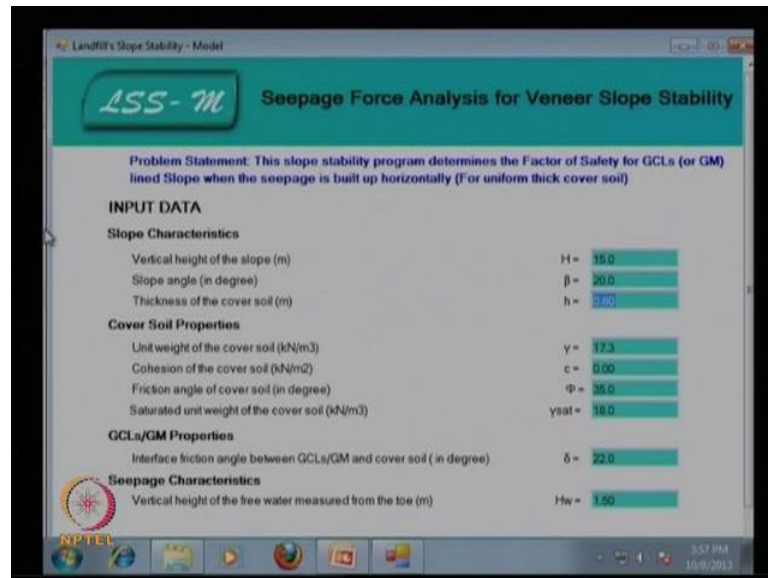 Landfill's Slope Stability - Model
LSS-M
Seepage Force Analysis for Veneer Slope Stability
Problem Statement: This slope stability program determines the Factor of Safety for GCLs (or GM)
lined Slope when the seepage is built up horizontally (For uniform thick cover soil)
INPUT DATA
Slope Characteristics
Vertical height of the slope (m) H = 15.0
Slope angle (in degree) β = 20.0
Thickness of the cover soil (m) h = 0.60
Cover Soil Properties
Unit weight of the cover soil (kN/m3) γ = 17.3
Cohesion of the cover soil (kN/m2) c = 0.00
Friction angle of cover soil (in degree) Φ = 35.0
Saturated unit weight of the cover soil (kN/m3) γsat = 18.0
GCLs/GM Properties
Interface friction angle between GCLs/GM and cover soil ( in degree) δ = 22.0
Seepage Characteristics
Vertical height of the free water measured from the toe (m) Hw = 1.50
NPTEL
3:57 PM
10/9/2013